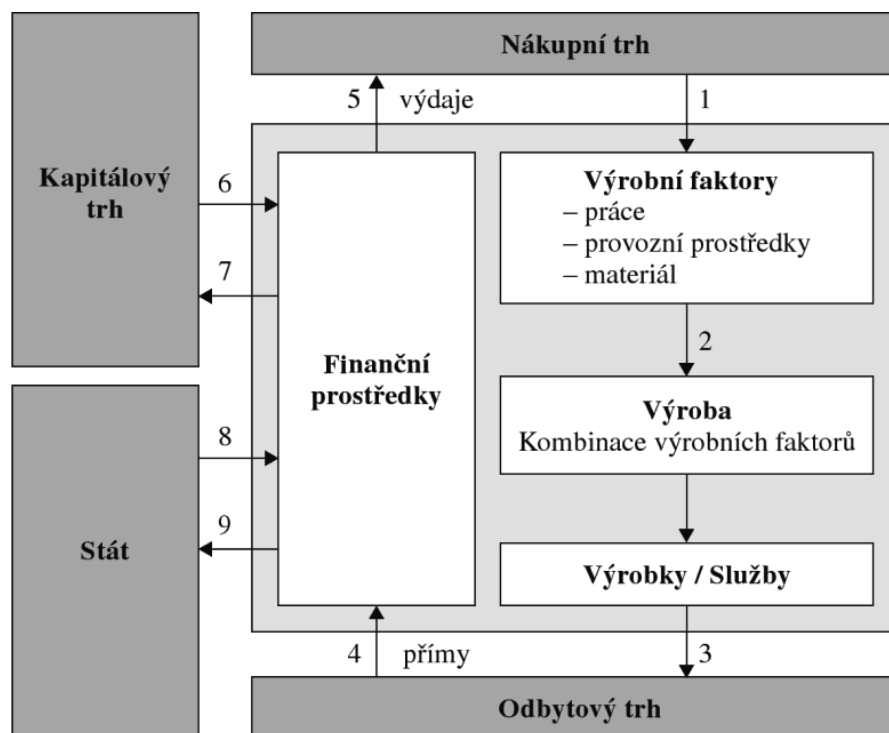 Nákupní trh
5 výdaje
1
Kapitálový
trh
6
7
Výrobní faktory
– práce
– provozní prostředky
– materiál
2
Finanční
prostředky
Výroba
Kombinace výrobních faktorů
Stát
8
9
Výrobky / Služby
4 přímy
3
Odbytový trh